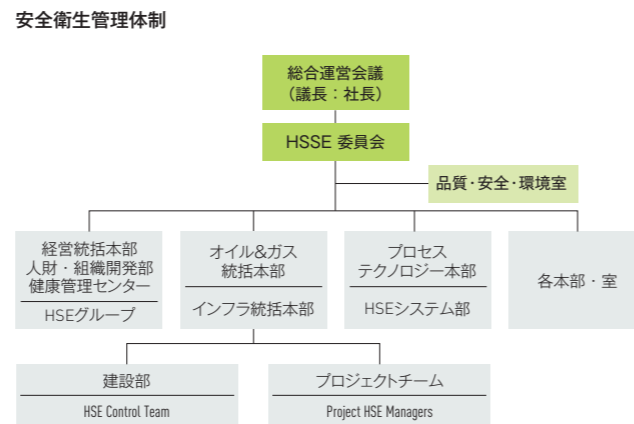 安全衛生管理体制
総合運営会議
（議長：社長）
HSSE 委員会
品質・安全・環境室
経営統括本部
人財・組織開発部
健康管理センター
HSEグループ
オイル&ガス
統括本部
インフラ統括本部
プロセス
テクノロジー本部
HSEシステム部
各本部・室
建設部
HSE Control Team
プロジェクトチーム
Project HSE Managers